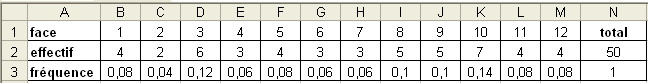 A B C D E F G H I J K L M N
1 face 1 2 3 4 5 6 7 8 9 10 11 12 total
2 effectif 4 2 6 3 4 3 3 5 5 7 4 4 50
3 fréquence 0,08 0,04 0,12 0,06 0,08 0,06 0,06 0,1 0,1 0,14 0,08 0,08 1